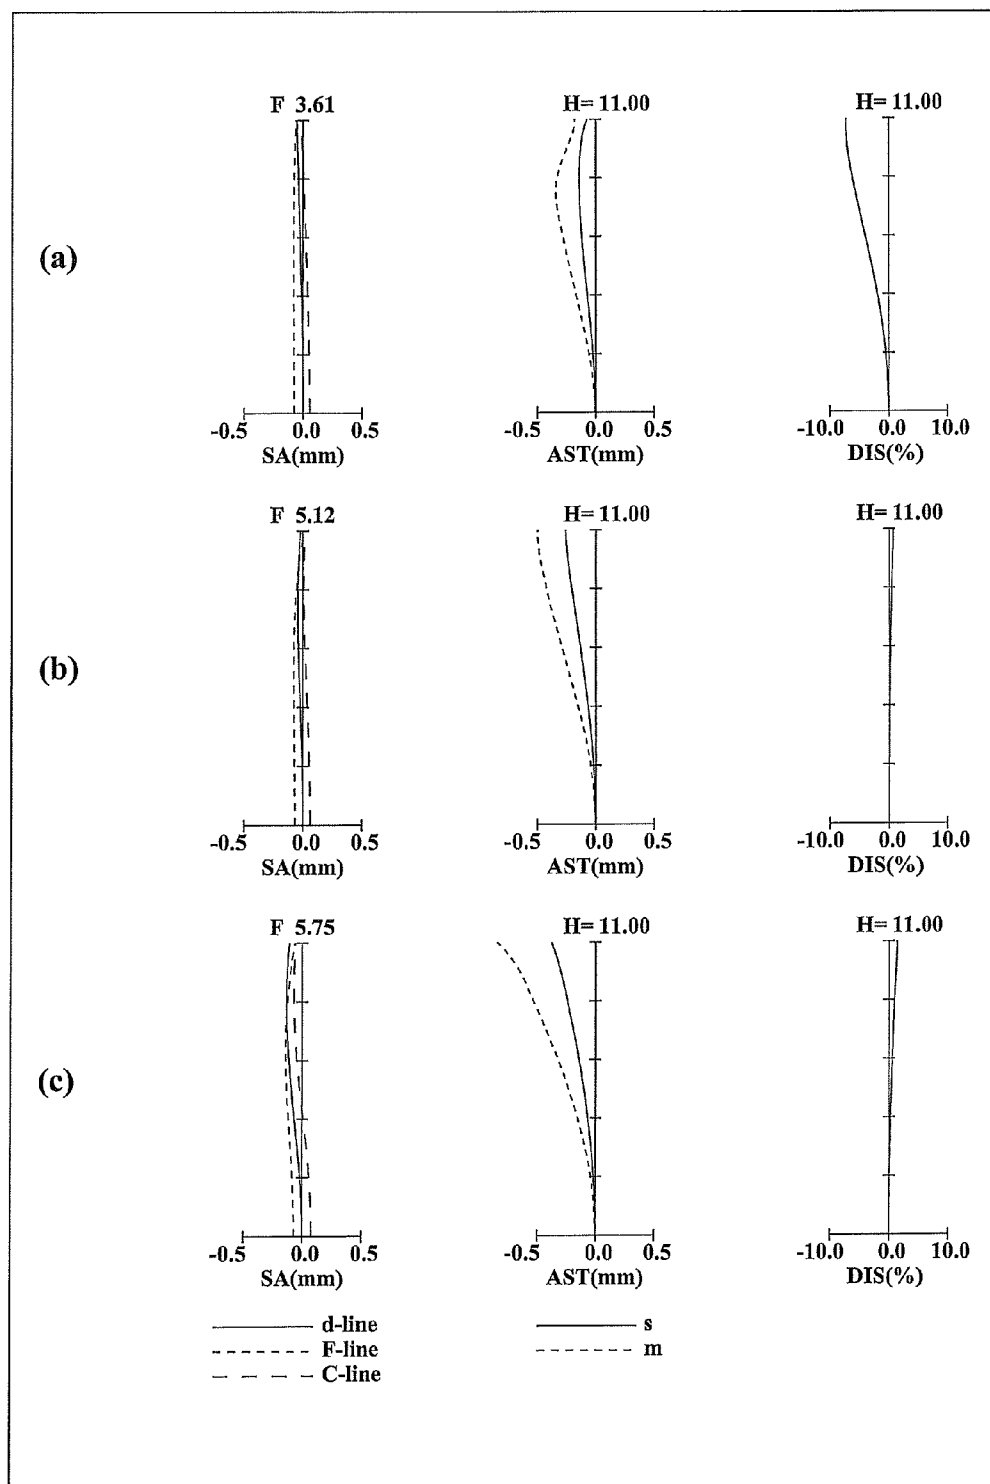 F 3.61 H= 11.00 H= 11.00
(a)
-0.5 0.0 0.5 -0.5 0.0 0.5 -10.0 0.0 10.0
SA(mm) AST(mm) DIS(%)
F 5.12 H= 11.00 H= 11.00
(b)
-0.5 0.0 0.5 -0.5 0.0 0.5 -10.0 0.0 10.0
SA(mm) AST(mm) DIS(%)
F 5.75 H= 11.00 H= 11.00
(c)
-0.5 0.0 0.5 -0.5 0.0 0.5 -10.0 0.0 10.0
SA(mm) AST(mm) DIS(%)
d-line s
F-line m
C-line